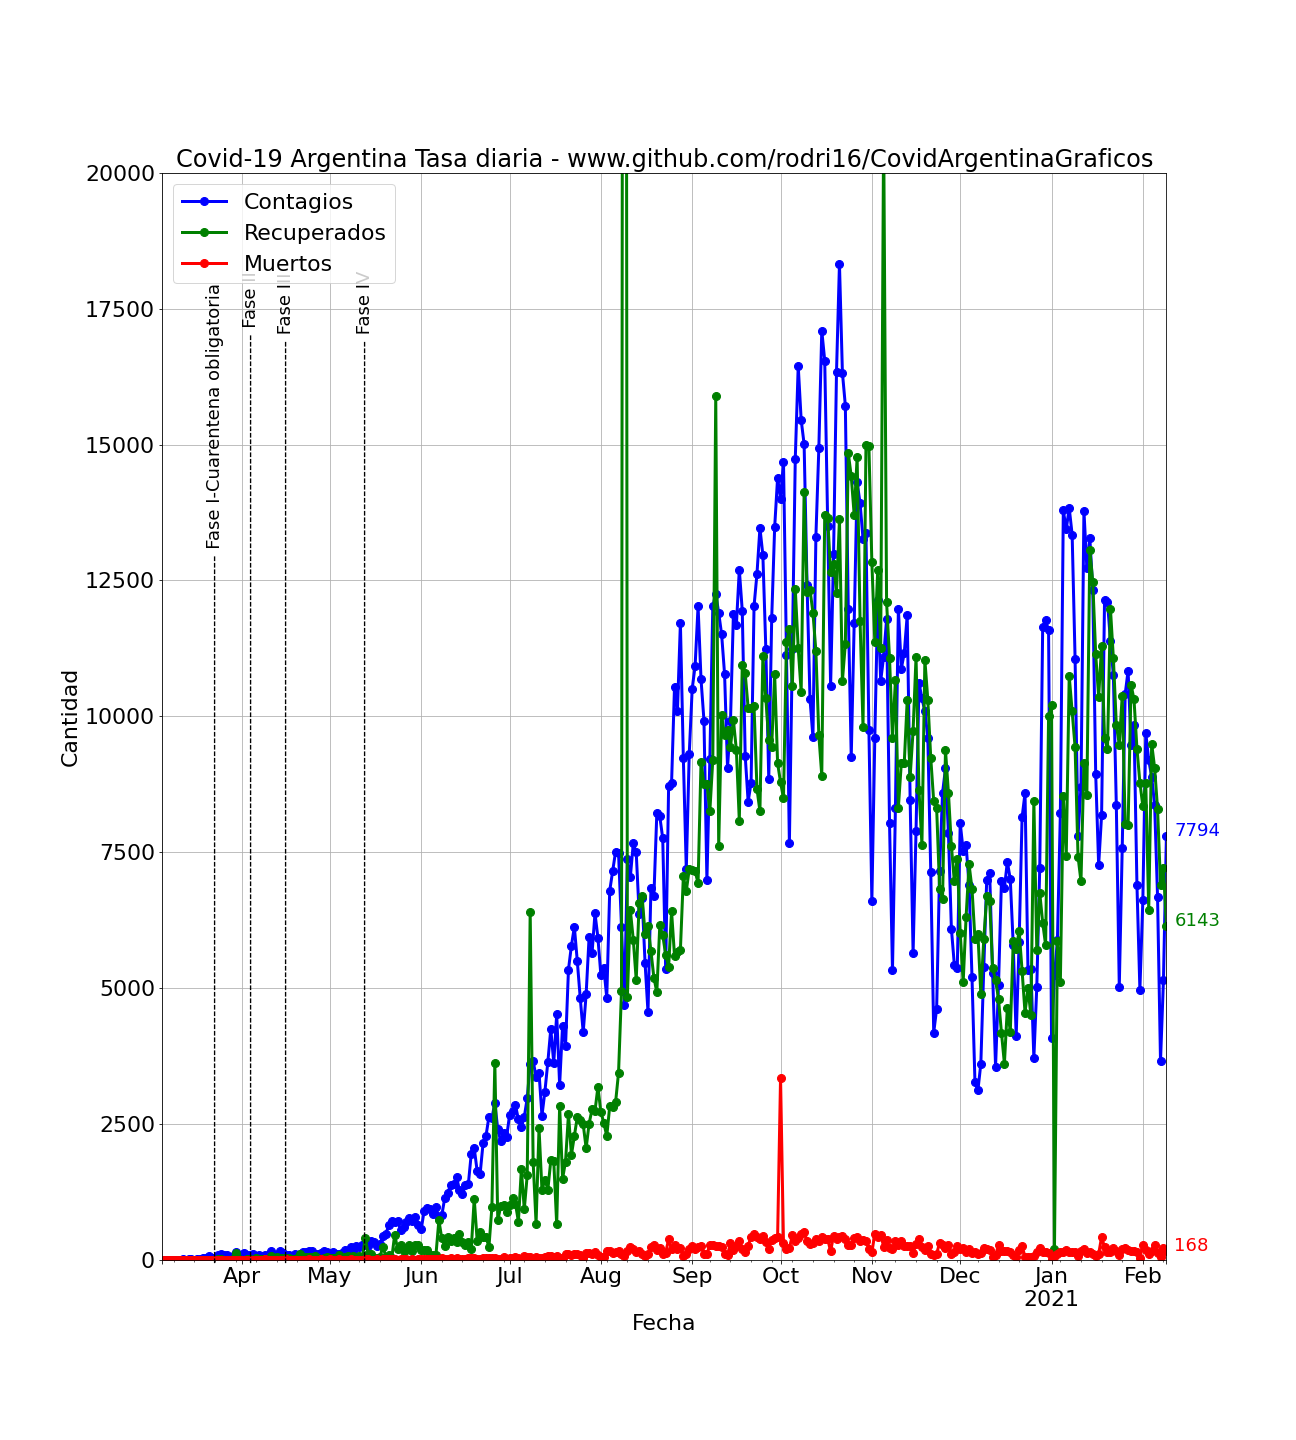 Covid-19 Argentina Tasa diaria - www.github.com/rodri16/CovidArgentinaGraficos
Contagios
Recuperados
Muertos
Fase I-Cuarentena obligatoria
Fase II
Fase III
Fase IV
20000
17500
15000
12500
10000
7500
5000
2500
0
Cantidad
7794
6143
168
Apr May Jun Jul Aug Sep Oct Nov Dec Jan Feb
2021
Fecha